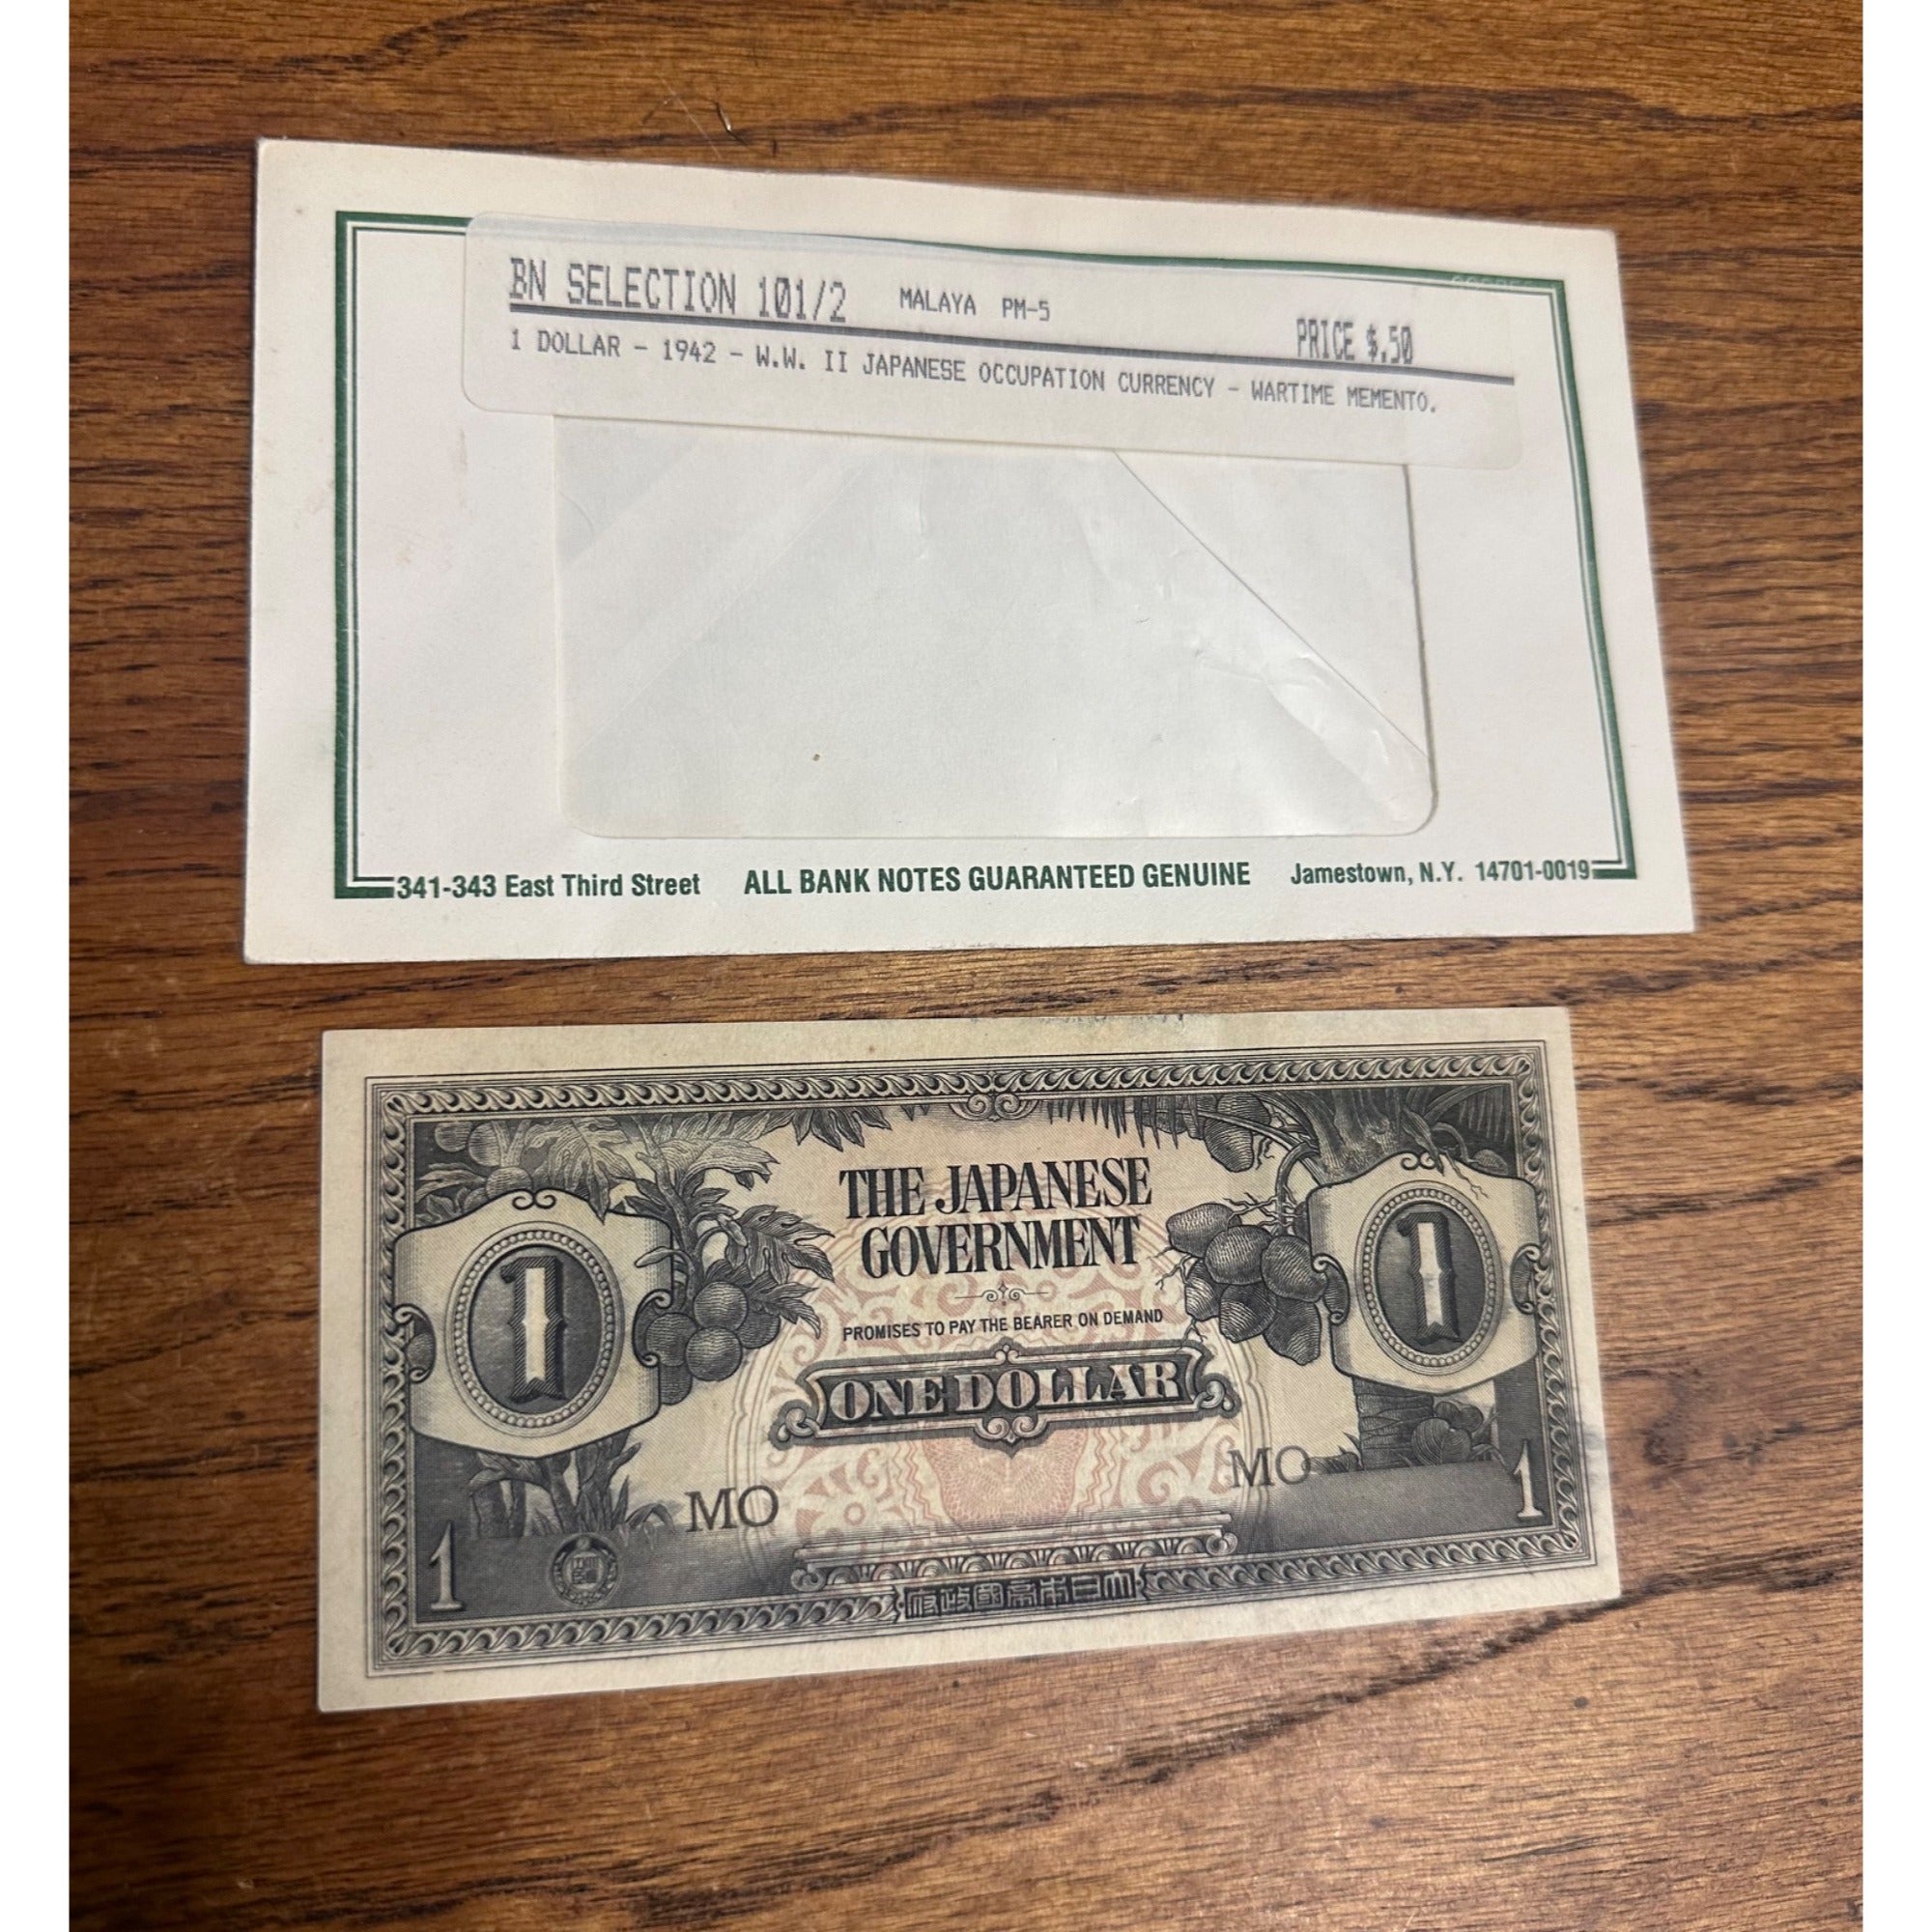 BN SELECTION 101/2 MALAYA PM-5 PRICE $.50
1 DOLLAR - 1942 - W.W. II JAPANESE OCCUPATION CURRENCY - WARTIME MEMENTO.
341-343 East Third Street ALL BANK NOTES GUARANTEED GENUINE Jamestown, N.Y. 14701-0019
THE JAPANESE
GOVERNMENT
1 1
PROMISES TO PAY THE BEARER ON DEMAND
ONE DOLLAR
MO MO
1 1
府政國帝本日大